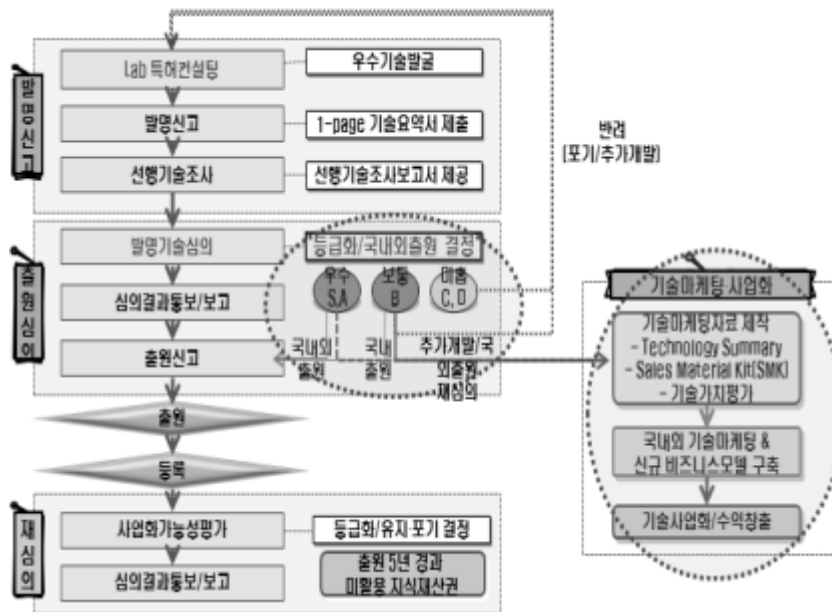 발명신고
Lab 특허컨설팅
우수기술발굴
발명신고
1-page 기술요약서 제출
선행기술조사
선행기술조사보고서 제공
반려
[포기/추가개발]
출원심의
발명기술심의
"등급화/국내외출원 결정"
우수
S,A
보통
B
미흡
C, D
심의결과통보/보고
출원신고
국내외
출원
국내
출원
추가개발/국
외출원
재심의
출원
등록
재심의
사업화가능성평가
등급화/유지·포기 결정
심의결과통보/보고
출원 5년 경과
미활용 지식재산권
기술마케팅 사업화
기술마케팅자료 제작
- Technology Summary
- Sales Material Kit(SMK)
- 기술가치평가
국내외 기술마케팅 &
신규 비즈니스모델 구축
기술사업화/수익창출